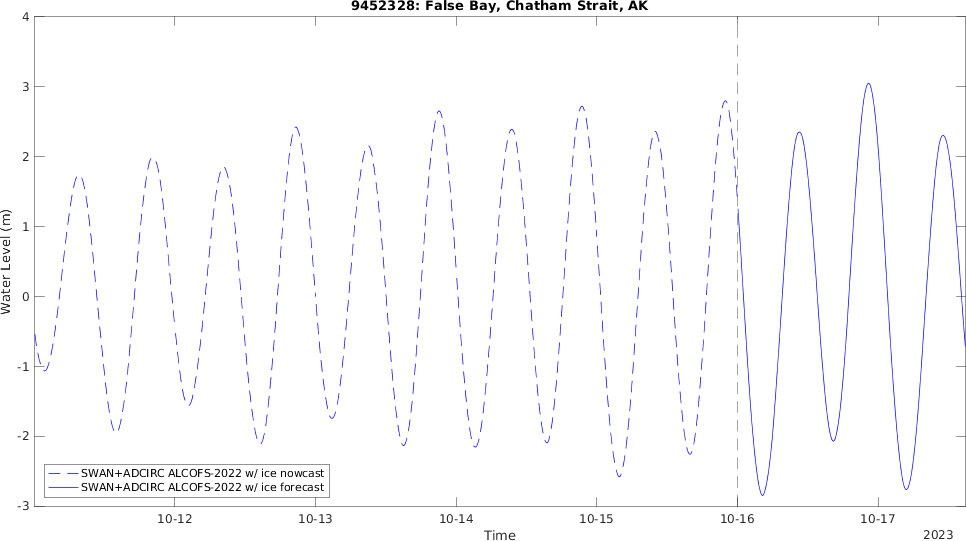 9452328: False Bay, Chatham Strait, AK
4
3
2
1
0
-1
-2
-3
Water Level (m)
SWAN+ADCIRC ALCOFS-2022 w/ ice nowcast
SWAN+ADCIRC ALCOFS-2022 w/ ice forecast
10-12 10-13 10-14 10-15 10-16 10-17
Time
2023